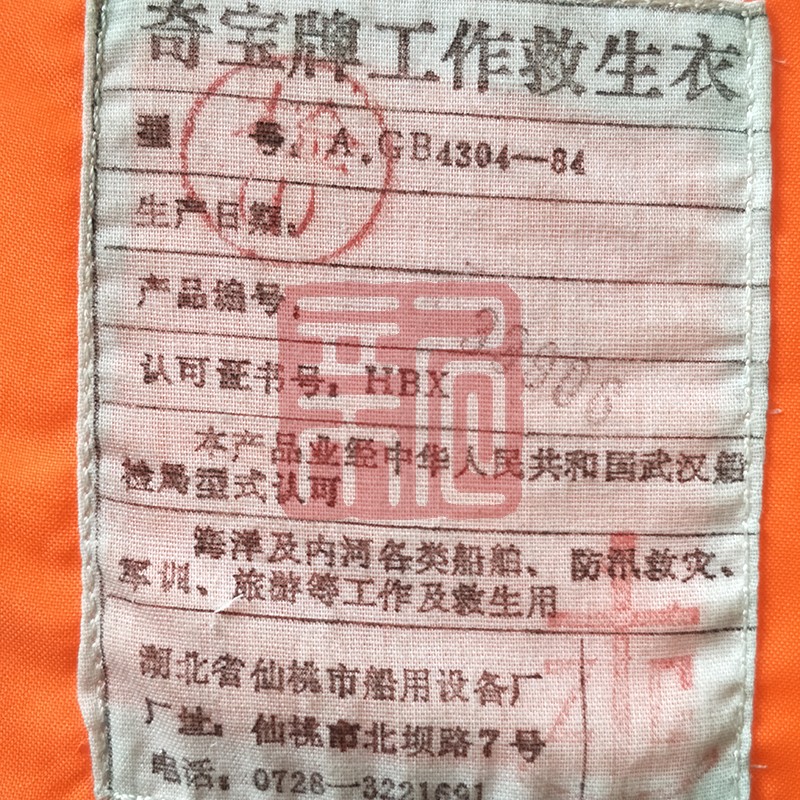 奇宝牌工作救生衣
型 号：A.GB4304—84
生产日期：
产品编号：
33906
认可证书号：HBX
本产品业经中华人民共和国武汉船
检局型式认可
海洋及内河各类船舶、防汛救灾、
军训、旅游等工作及救生用
湖北省仙桃市船用设备厂
厂址：仙桃市北坝路7号
电话：0728—3221691